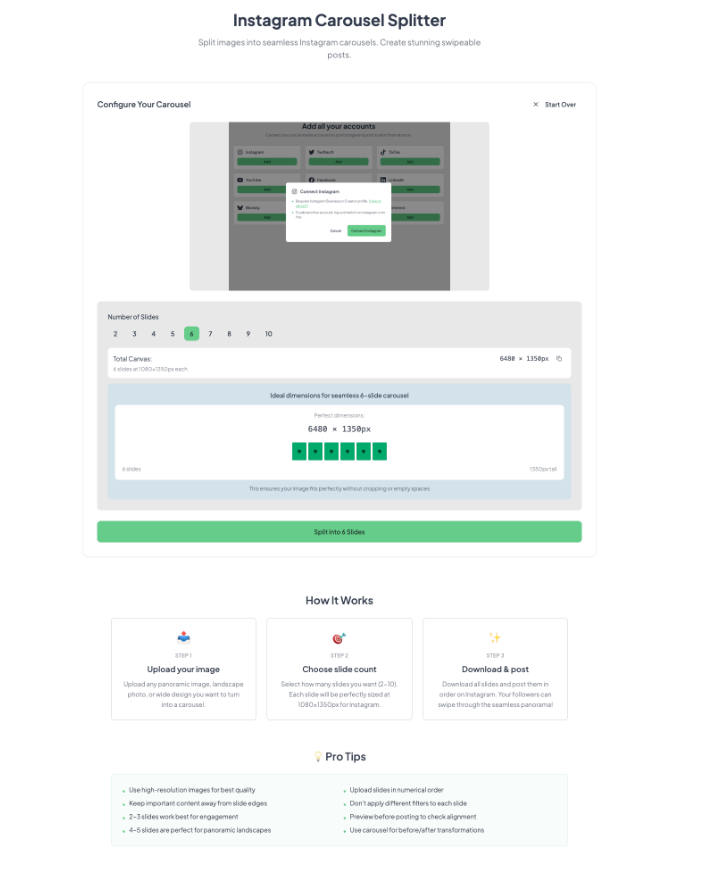 Instagram Carousel Splitter
Split images into seamless Instagram carousels. Create stunning swipeable
posts.
Configure Your Carousel
Start Over
Add all your accounts
Instagram
Twitter/X
TikTok
YouTube
Facebook
LinkedIn
Bluesky
Connect Instagram
Cancel
Connect Instagram
Number of Slides
2 3 4 5 6 7 8 9 10
Total Canvas:
6480 × 1350px
6 slides at 1080×1350px each
Ideal dimensions for seamless 6-slide carousel
Perfect dimensions:
6480 × 1350px
6 slides
1350px tall
This ensures your image fits perfectly without cropping or empty spaces
Split into 6 Slides
How It Works
STEP 1
Upload your image
Upload any panoramic image, landscape
photo, or wide design you want to turn
into a carousel.
STEP 2
Choose slide count
Select how many slides you want (2-10).
Each slide will be perfectly sized at
1080×1350px for Instagram.
STEP 3
Download & post
Download all slides and post them in
order on Instagram. Your followers can
swipe through the seamless panorama!
Pro Tips
Use high-resolution images for best quality
Keep important content away from slide edges
2-3 slides work best for engagement
4-5 slides are perfect for panoramic landscapes
Upload slides in numerical order
Don't apply different filters to each slide
Preview before posting to check alignment
Use carousel for before/after transformations